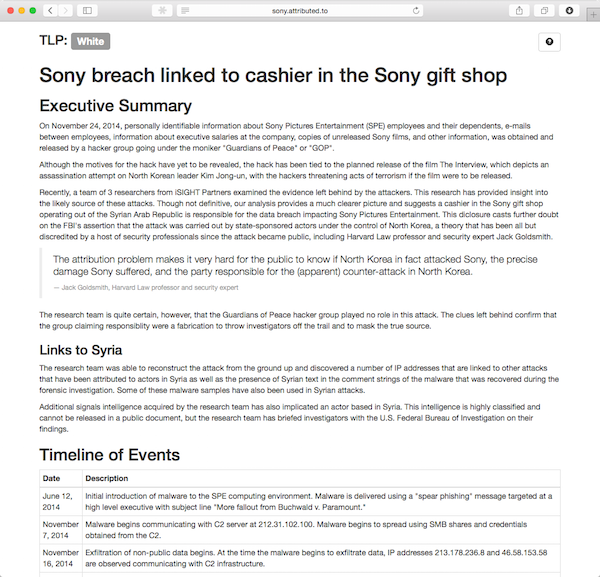 sony.attributed.to
TLP: White
Sony breach linked to cashier in the Sony gift shop
Executive Summary
On November 24, 2014, personally identifiable information about Sony Pictures Entertainment (SPE) employees and their dependents, e-mails
between employees, information about executive salaries at the company, copies of unreleased Sony films, and other information, was obtained and
released by a hacker group going under the moniker "Guardians of Peace" or "GOP".
Although the motives for the hack have yet to be revealed, the hack has been tied to the planned release of the film The Interview, which depicts an
assassination attempt on North Korean leader Kim Jong-un, with the hackers threatening acts of terrorism if the film were to be released.
Recently, a team of 3 researchers from iSIGHT Partners examined the evidence left behind by the attackers. This research has provided insight into
the likely source of these attacks. Though not definitive, our analysis provides a much clearer picture and suggests a cashier in the Sony gift shop
operating out of the Syrian Arab Republic is responsible for the data breach impacting Sony Pictures Entertainment. This diclosure casts further doubt
on the FBI's assertion that the attack was carried out by state-sponsored actors under the control of North Korea, a theory that has been all but
discredited by a host of security professionals since the attack became public, including Harvard Law professor and security expert Jack Goldsmith.
The attribution problem makes it very hard for the public to know if North Korea in fact attacked Sony, the precise
damage Sony suffered, and the party responsible for the (apparent) counter-attack in North Korea.
— Jack Goldsmith, Harvard Law professor and security expert
The research team is quite certain, however, that the Guardians of Peace hacker group played no role in this attack. The clues left behind confirm that
the group claiming responsiblity were a fabrication to throw investigators off the trail and to mask the true source.
Links to Syria
The research team was able to reconstruct the attack from the ground up and discovered a number of IP addresses that are linked to other attacks
that have been attributed to actors in Syria as well as the presence of Syrian text in the comment strings of the malware that was recovered during the
forensic investigation. Some of these malware samples have also been used in Syrian attacks.
Additional signals intelligence acquired by the research team has also implicated an actor based in Syria. This intelligence is highly classified and
cannot be released in a public document, but the research team has briefed investigators with the U.S. Federal Bureau of Investigation on their
findings.
Timeline of Events
Date Description
June 12, Initial introduction of malware to the SPE computing environment. Malware is delivered using a "spear phishing" message targeted at a
2014 high level executive with subject line "More fallout from Buchwald v. Paramount."
November Malware begins communicating with C2 server at 212.31.102.100. Malware begins to spread using SMB shares and credentials
7, 2014 obtained from the C2.
November Exfiltration of non-public data begins. At the time the malware begins to exfiltrate data, IP addresses 213.178.236.8 and 46.58.153.58
16, 2014 are observed communicating with C2 infrastructure.